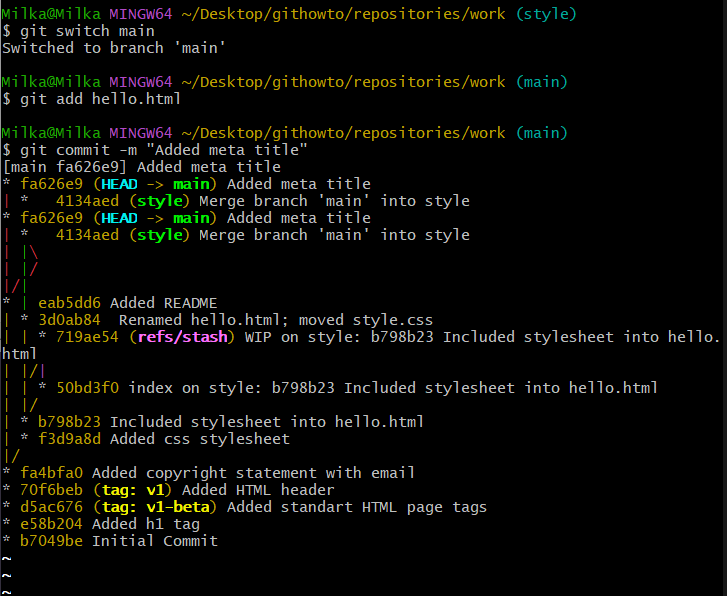 Milka@Milka MINGW64 ~/Desktop/githowto/repositories/work (style)
$ git switch main
Switched to branch 'main'

Milka@Milka MINGW64 ~/Desktop/githowto/repositories/work (main)
$ git add hello.html

Milka@Milka MINGW64 ~/Desktop/githowto/repositories/work (main)
$ git commit -m "Added meta title"
[main fa626e9] Added meta title
* fa626e9 (HEAD -> main) Added meta title
| *   4134aed (style) Merge branch 'main' into style
* fa626e9 (HEAD -> main) Added meta title
| *   4134aed (style) Merge branch 'main' into style
| |\
| |/
|/|
* | eab5dd6 Added README
| * 3d0ab84  Renamed hello.html; moved style.css
| | * 719ae54 (refs/stash) WIP on style: b798b23 Included stylesheet into hello.
html
| |/|
| | * 50bd3f0 index on style: b798b23 Included stylesheet into hello.html
| |/
| * b798b23 Included stylesheet into hello.html
| * f3d9a8d Added css stylesheet
|/
* fa4bfa0 Added copyright statement with email
* 70f6beb (tag: v1) Added HTML header
* d5ac676 (tag: v1-beta) Added standart HTML page tags
* e58b204 Added h1 tag
* b7049be Initial Commit
~
~
~